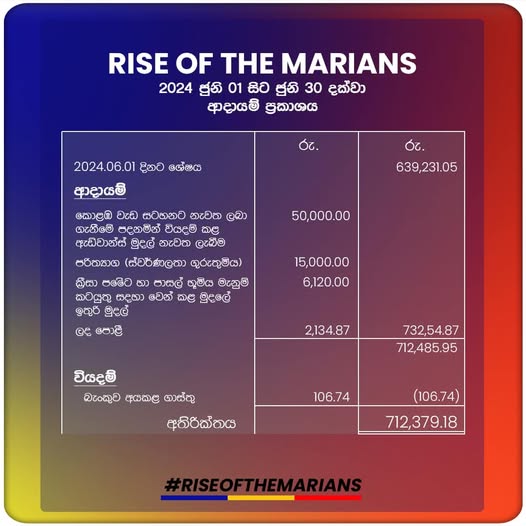 RISE OF THE MARIANS
2024 ජුනි 01 සිට ජුනි 30 දක්වා
ආදායම් ප්‍රකාශය
රු. රු.
2024.06.01 දිනට ශේෂය 639,231.05
ආදායම්
කොළඹ වැඩ සටහනට නැවත ලබා 50,000.00
ගැනීමේ පදනමින් වියදම් කළ
ඇඩ්වාන්ස් මුදල් නැවත ලැබීම
පරිත්‍යාග (ස්වර්ණලතා ගුරුතුමිය) 15,000.00
ක්‍රීඩා පිට්ටි හා පාසල් භූමිය මැනුම් 6,120.00
කටයුතු සඳහා වෙන් කළ මුදලේ
ඉතුරි මුදල්
ලද පොළී 2,134.87 732,54.87
712,485.95
වියදම්
බැංකුව අයකළ ගාස්තු 106.74 (106.74)
අතිරික්තය 712,379.18
#RISEOFTHEMARIANS